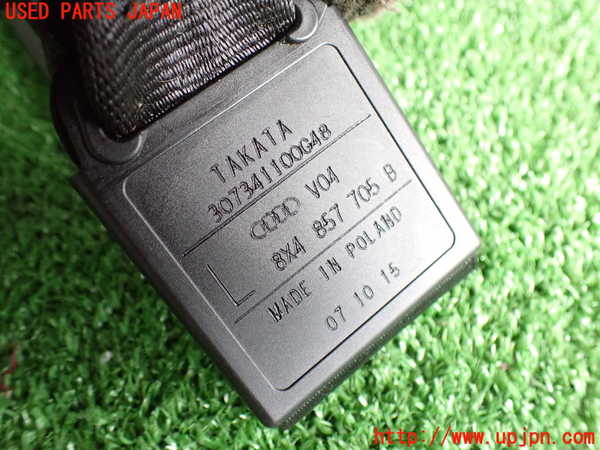 USED PARTS JAPAN
TAKATA
307341100G48
V04
L 8X4 857 705 B
MADE IN POLAND
07 10 15
http://www.upjpn.com/